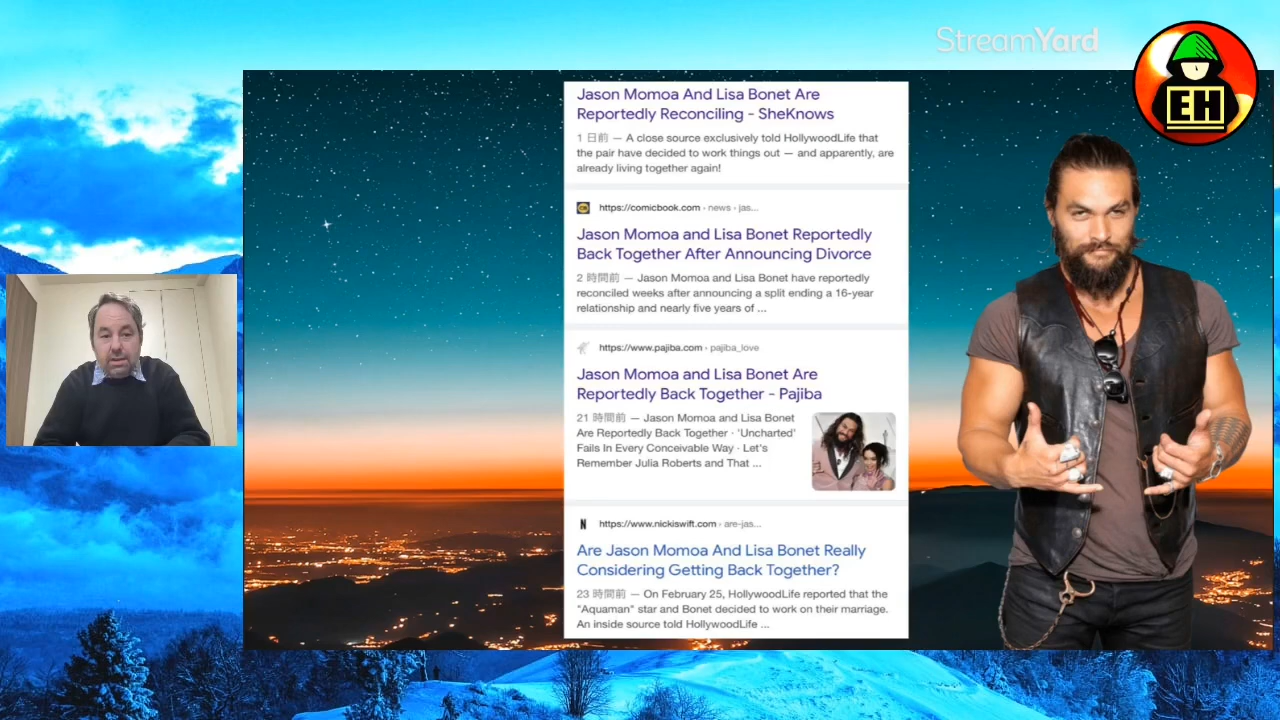 StreamYard
EH
Jason Momoa And Lisa Bonet Are
Reportedly Reconciling - SheKnows
1 日前 — A close source exclusively told HollywoodLife that
the pair have decided to work things out — and apparently, are
already living together again!
https://comicbook.com › news › jas...
Jason Momoa and Lisa Bonet Reportedly
Back Together After Announcing Divorce
2 時間前 — Jason Momoa and Lisa Bonet have reportedly
reconciled weeks after announcing a split ending a 16-year
relationship and nearly five years of ...
https://www.pajiba.com › pajiba_love
Jason Momoa and Lisa Bonet Are
Reportedly Back Together - Pajiba
21 時間前 — Jason Momoa and Lisa Bonet
Are Reportedly Back Together · 'Uncharted'
Fails In Every Conceivable Way · Let's
Remember Julia Roberts and That ...
N https://www.nickiswift.com › are-jas...
Are Jason Momoa And Lisa Bonet Really
Considering Getting Back Together?
23 時間前 — On February 25, HollywoodLife reported that the
"Aquaman" star and Bonet decided to work on their marriage.
An inside source told HollywoodLife ...